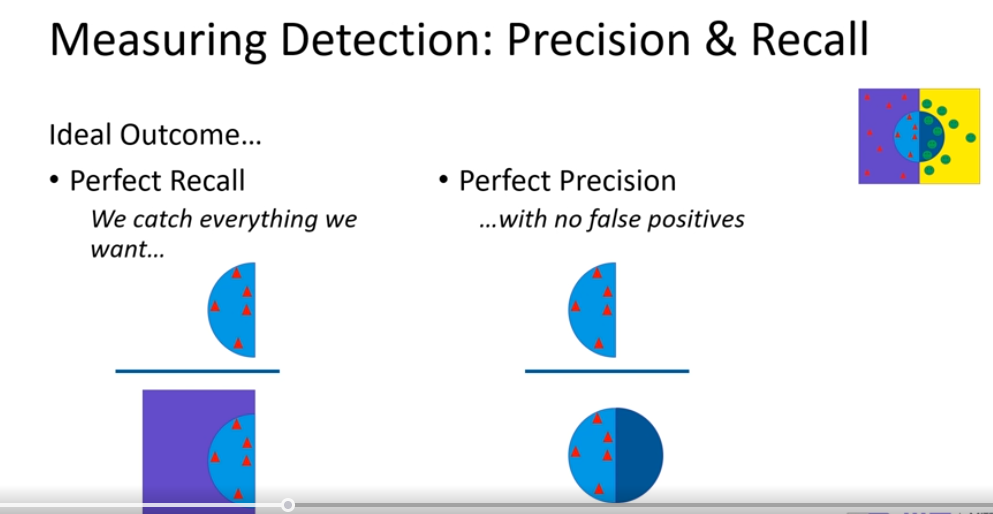 Measuring Detection: Precision & Recall
Ideal Outcome...
• Perfect Recall
We catch everything we
want...
• Perfect Precision
...with no false positives